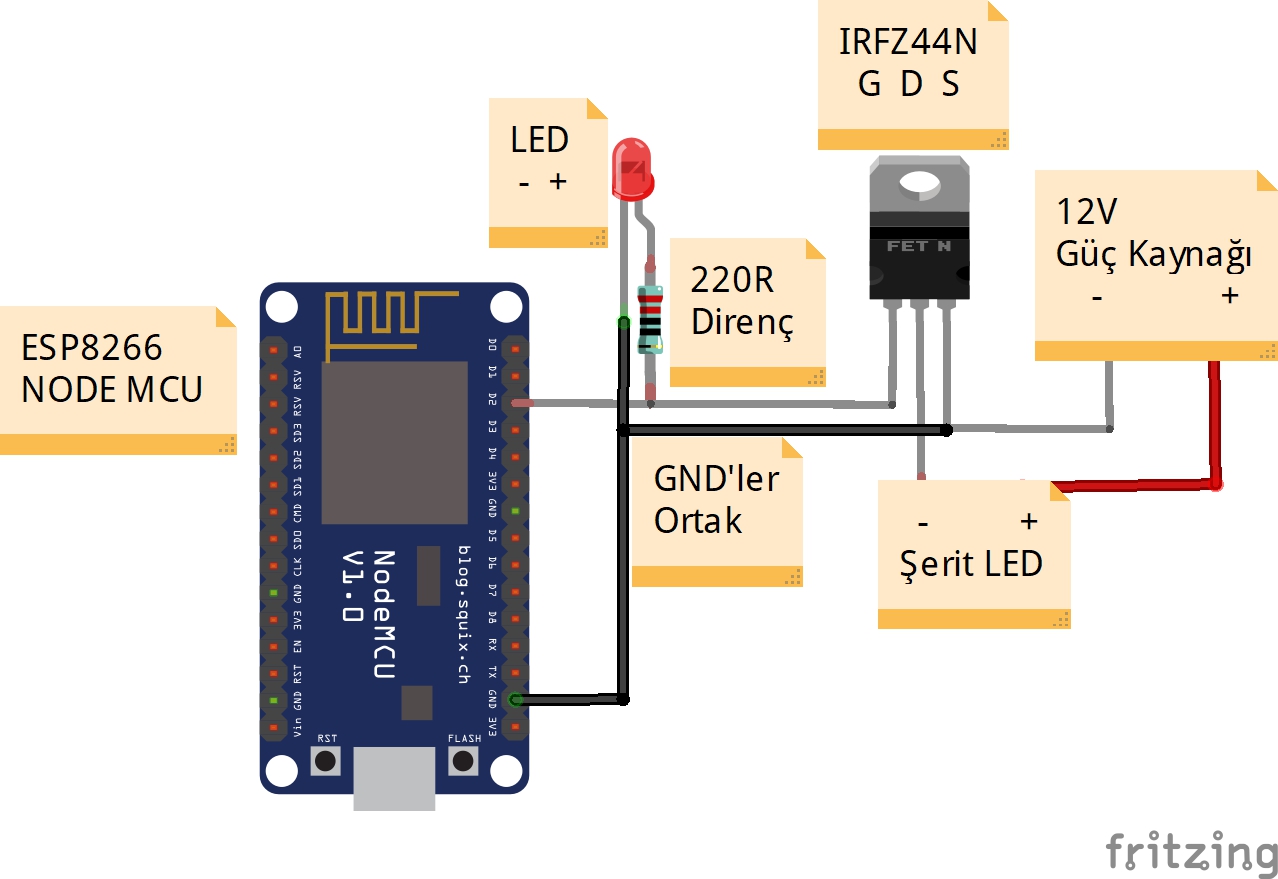 IRFZ44N
G D S
LED
- +
12V
Güç Kaynağı
- +
220R
Direnç
ESP8266
NODE MCU
FET N
GND'ler
Ortak
- +
Şerit LED
A0
RSV
RSV
SD3
SD2
SD1
CMD
SD0
CLK
GND
3V3
EN
RST
GND
Vin
D0
D1
D2
D3
D4
3V3
GND
D5
D6
D7
D8
RX
TX
GND
3V3
NodeMCU
V1.0
blog.squix.ch
RST
FLASH
fritzing